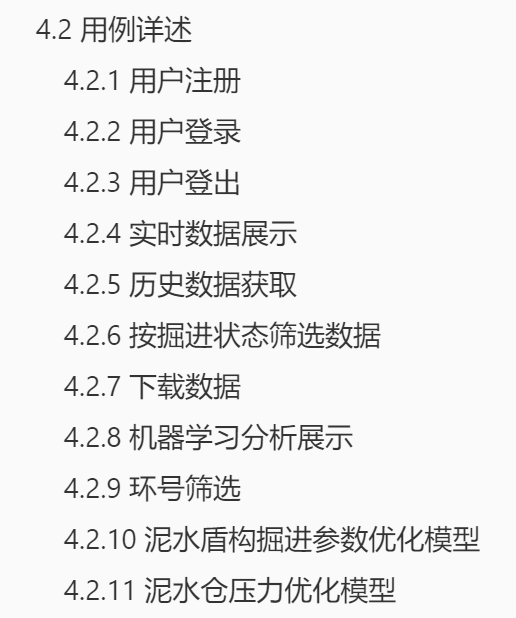 4.2 用例详述
4.2.1 用户注册
4.2.2 用户登录
4.2.3 用户登出
4.2.4 实时数据展示
4.2.5 历史数据获取
4.2.6 按掘进状态筛选数据
4.2.7 下载数据
4.2.8 机器学习分析展示
4.2.9 环号筛选
4.2.10 泥水盾构掘进参数优化模型
4.2.11 泥水仓压力优化模型